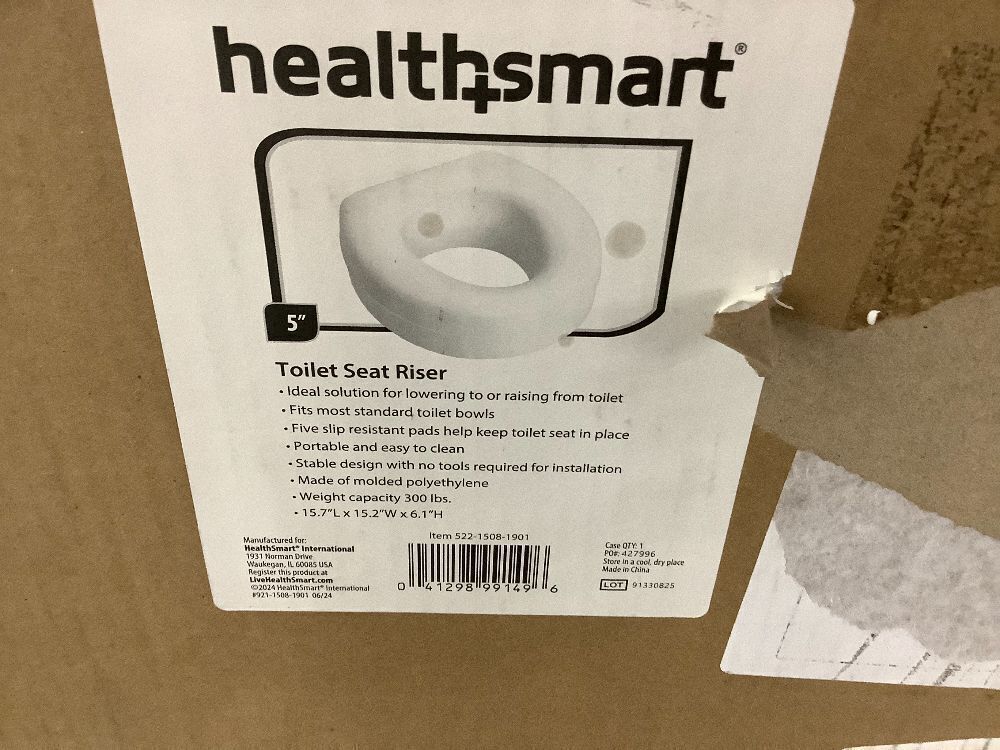 healthsmart®
5"
Toilet Seat Riser
• Ideal solution for lowering to or raising from toilet
• Fits most standard toilet bowls
• Five slip resistant pads help keep toilet seat in place
• Portable and easy to clean
• Stable design with no tools required for installation
• Made of molded polyethylene
• Weight capacity 300 lbs.
• 15.7"L x 15.2"W x 6.1"H
Manufactured for:
HealthSmart® International
1931 Norman Drive
Waukegan, IL 60085 USA
Register this product at
LiveHealthSmart.com
©2024 HealthSmart® International
#921-1508-1901 06/24
Item 522-1508-1901
0 41298 99149 6
Case QTY: 1
PO#: 427996
Store in a cool, dry place
Made in China
LOT 91330825